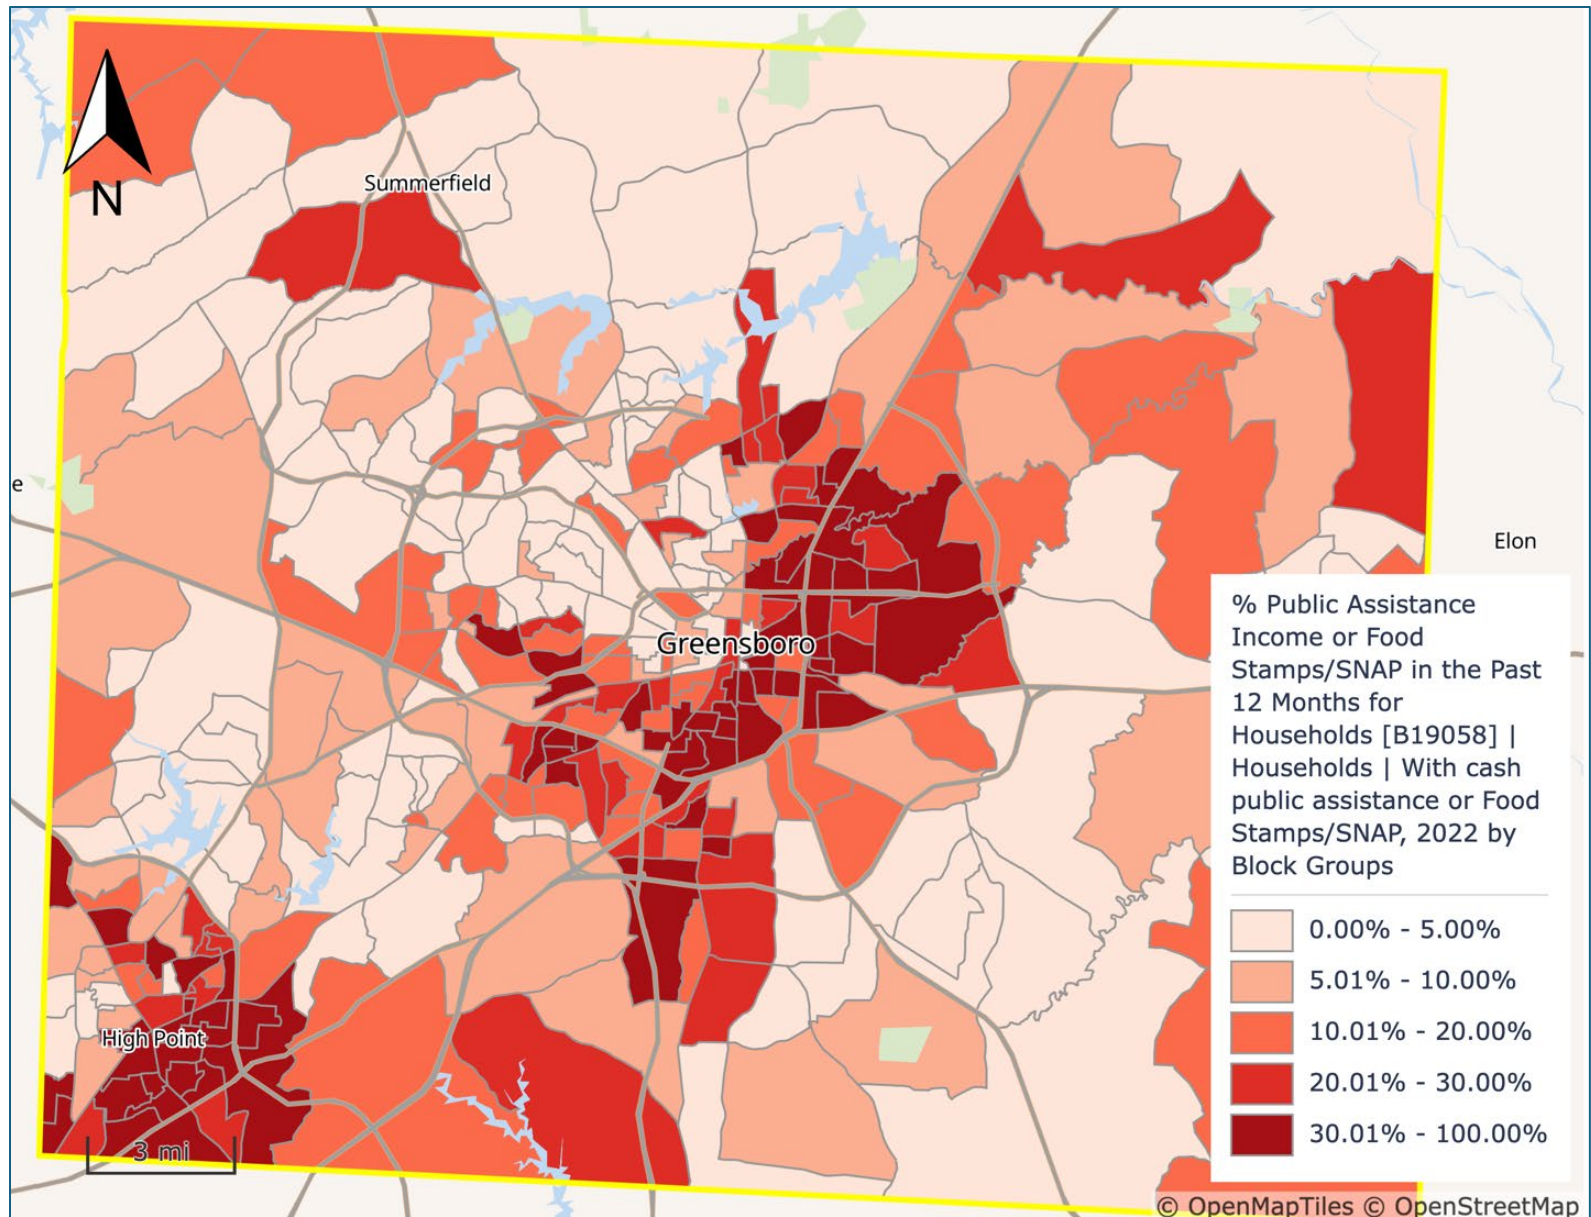 N
Summerfield
e
Elon
Greensboro
High Point
3 mi
% Public Assistance
Income or Food
Stamps/SNAP in the Past
12 Months for
Households [B19058] |
Households | With cash
public assistance or Food
Stamps/SNAP, 2022 by
Block Groups
0.00% - 5.00%
5.01% - 10.00%
10.01% - 20.00%
20.01% - 30.00%
30.01% - 100.00%
© OpenMapTiles © OpenStreetMap